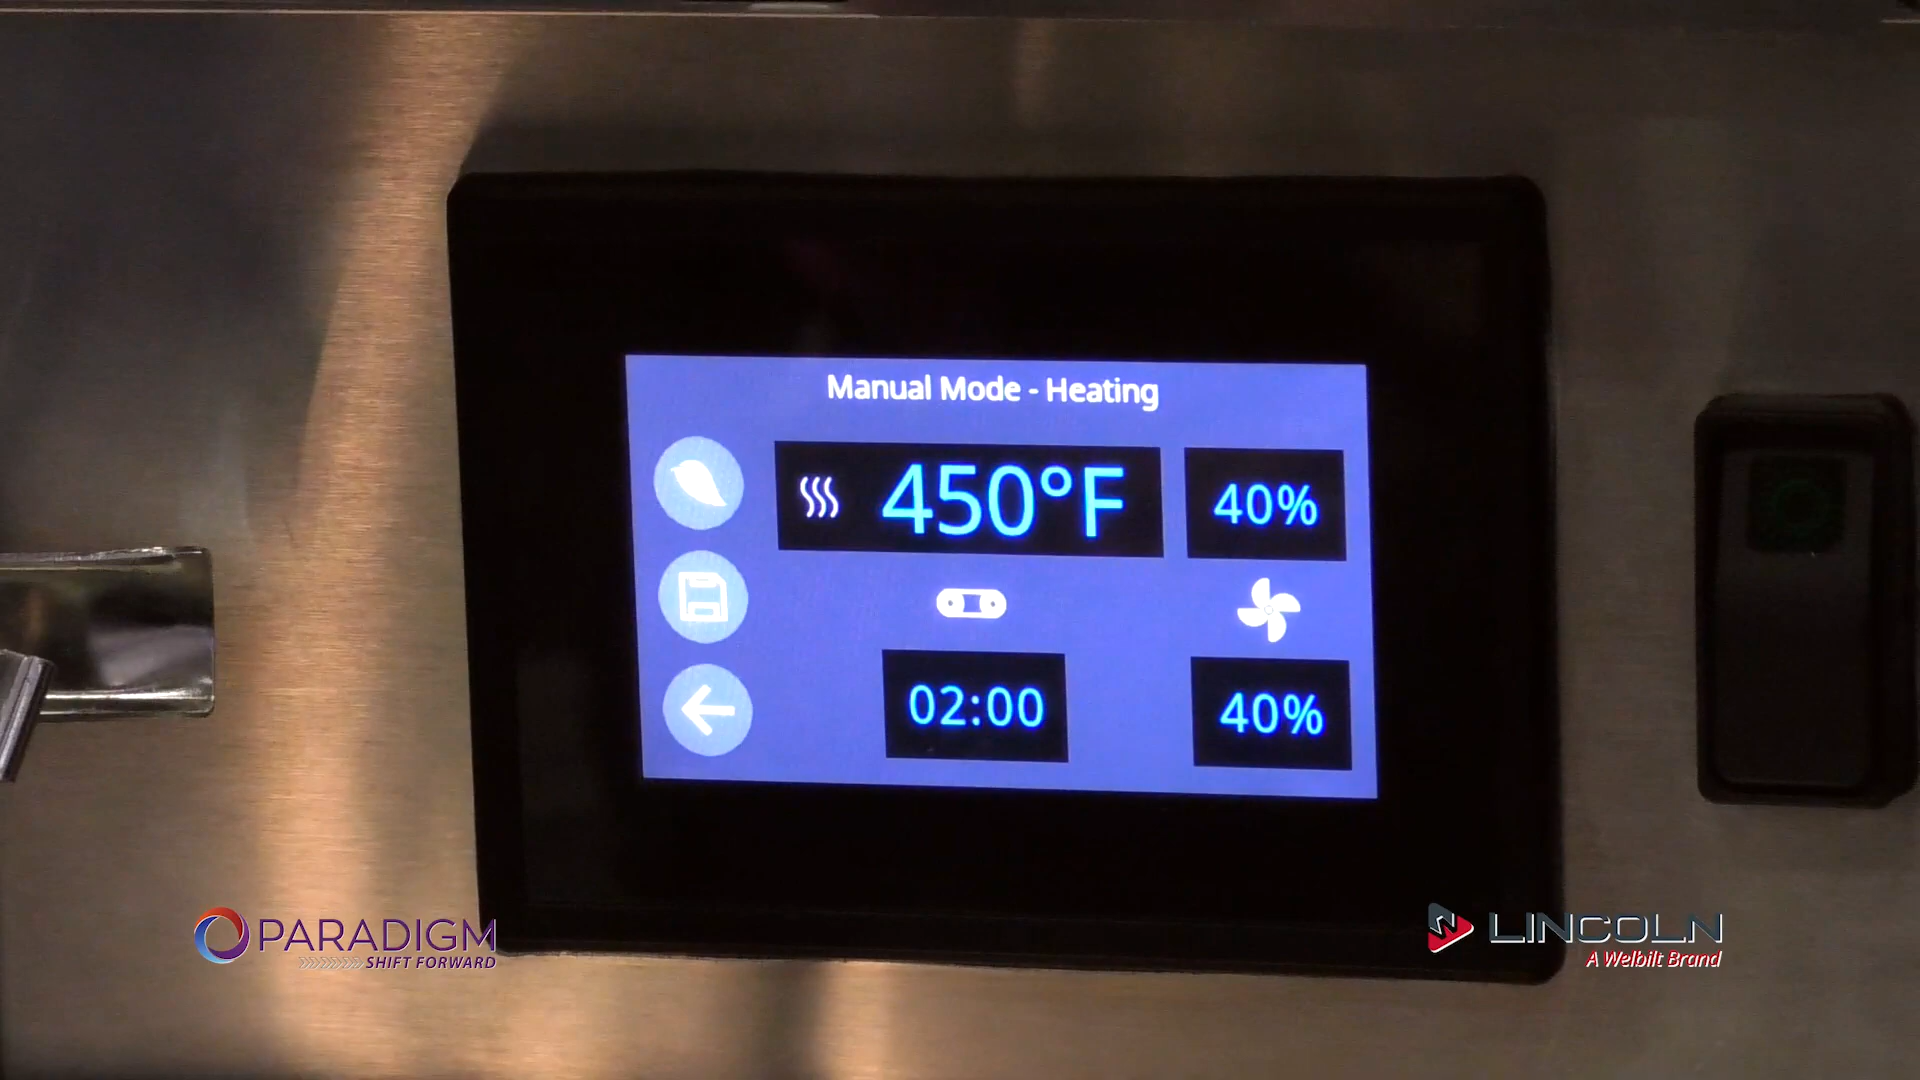 Manual Mode - Heating
450°F
40%
02:00
40%
PARADIGM
SHIFT FORWARD
LINCOLN
A Welbilt Brand